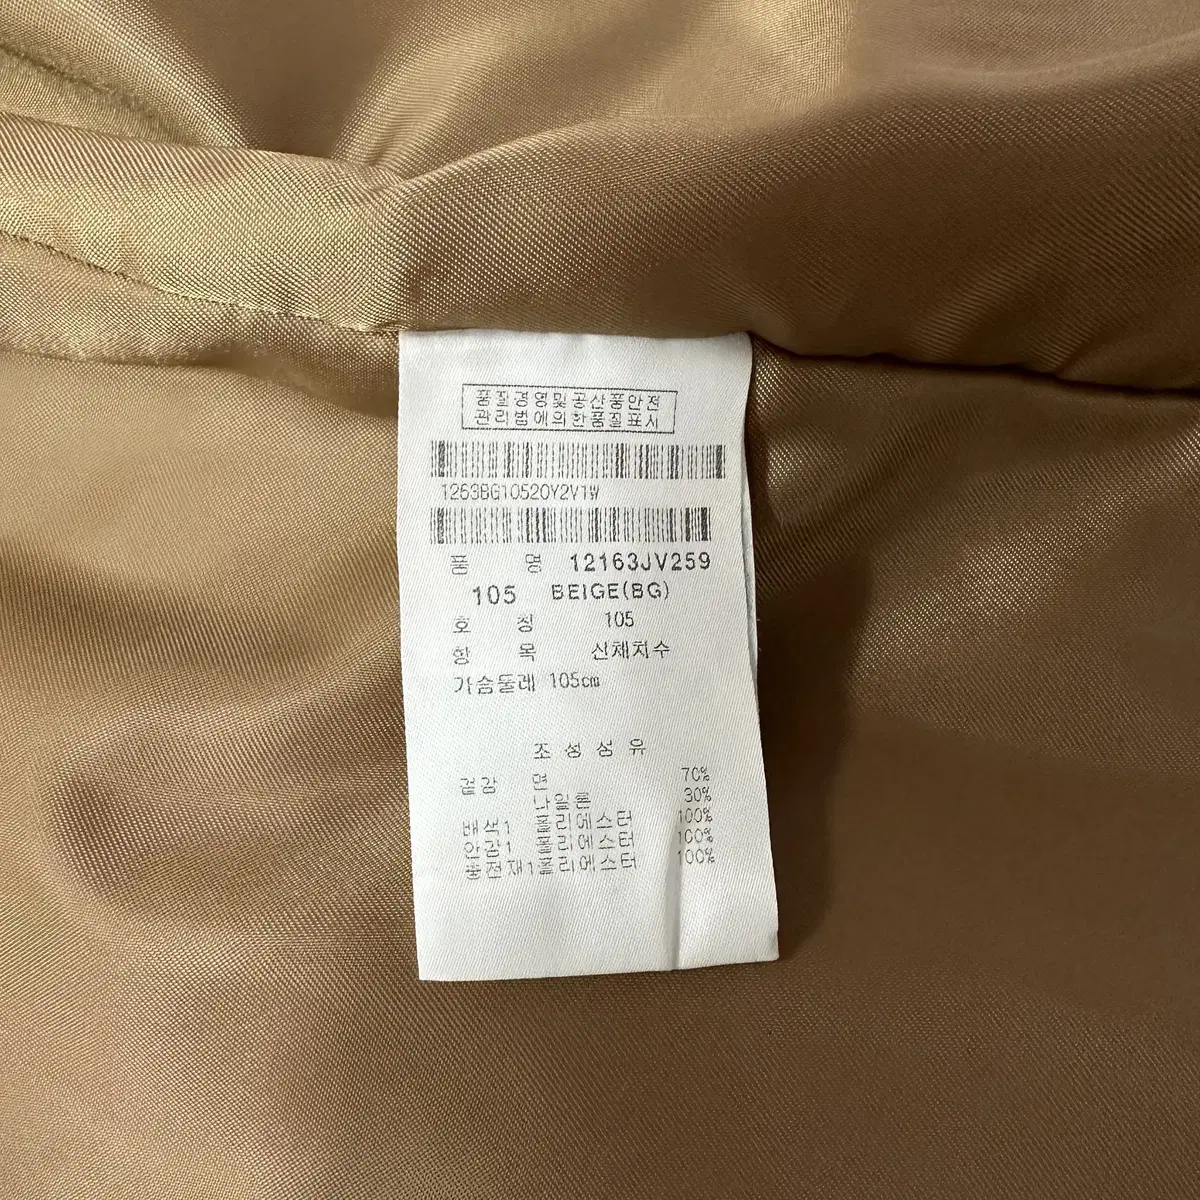 품질경영및공산품안전
관리법에의한품질표시
1263BG10520Y2V1W
품 명 12163JV259
105 BEIGE(BG)
호 칭 105
항 목 신체치수
가슴둘레 105cm
조 성 섬 유
겉감 면 70%
나일론 30%
배색1 폴리에스터 100%
안감1 폴리에스터 100%
충전재1 폴리에스터 100%